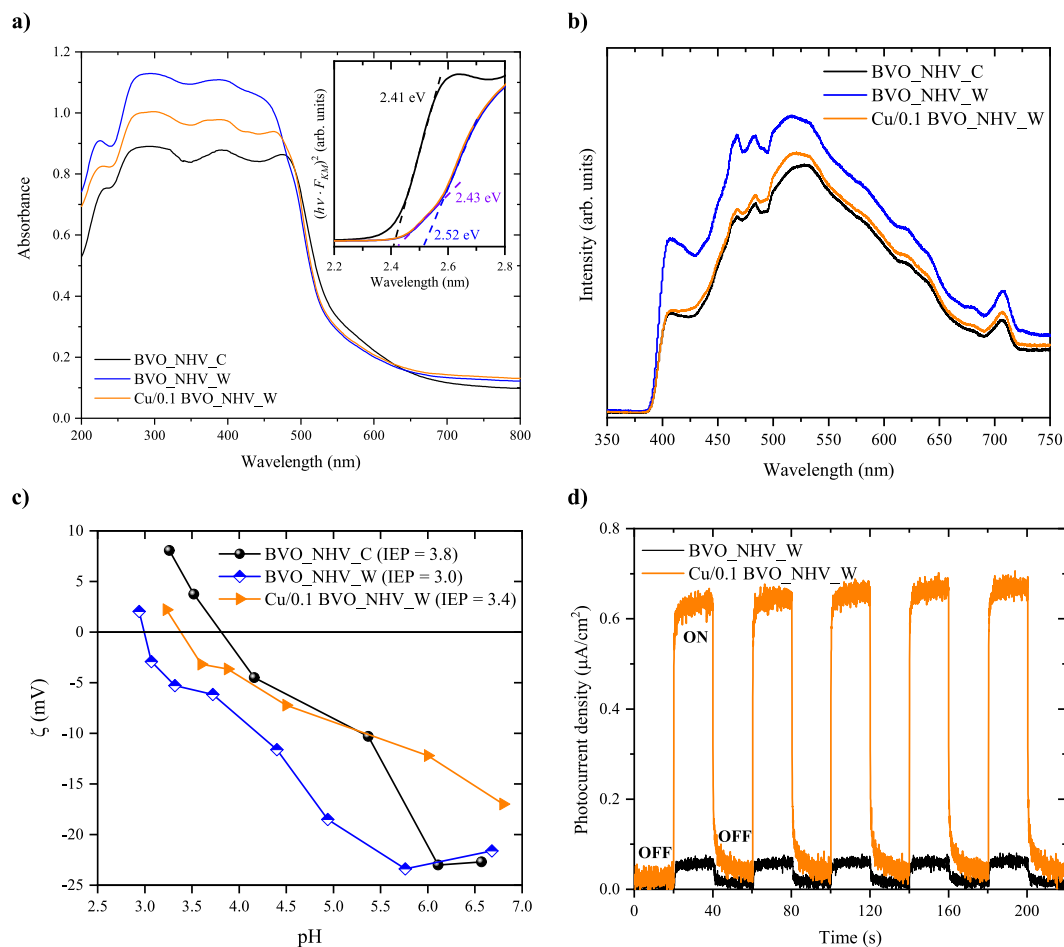 a)
1.2
1.0
0.8
0.6
0.4
0.2
0.0
200 300 400 500 600 700 800
Absorbance
Wavelength (nm)
BVO_NHV_C
BVO_NHV_W
Cu/0.1 BVO_NHV_W
(hν · F_KM)² (arb. units)
2.41 eV
2.43 eV
2.52 eV
2.2 2.4 2.6 2.8
Wavelength (nm)
b)
BVO_NHV_C
BVO_NHV_W
Cu/0.1 BVO_NHV_W
Intensity (arb. units)
350 400 450 500 550 600 650 700 750
Wavelength (nm)
c)
10
5
0
-5
-10
-15
-20
-25
ζ (mV)
BVO_NHV_C (IEP = 3.8)
BVO_NHV_W (IEP = 3.0)
Cu/0.1 BVO_NHV_W (IEP = 3.4)
2.5 3.0 3.5 4.0 4.5 5.0 5.5 6.0 6.5 7.0
pH
d)
0.8
0.6
0.4
0.2
0.0
Photocurrent density (μA/cm²)
BVO_NHV_W
Cu/0.1 BVO_NHV_W
ON
OFF
OFF
0 40 80 120 160 200
Time (s)